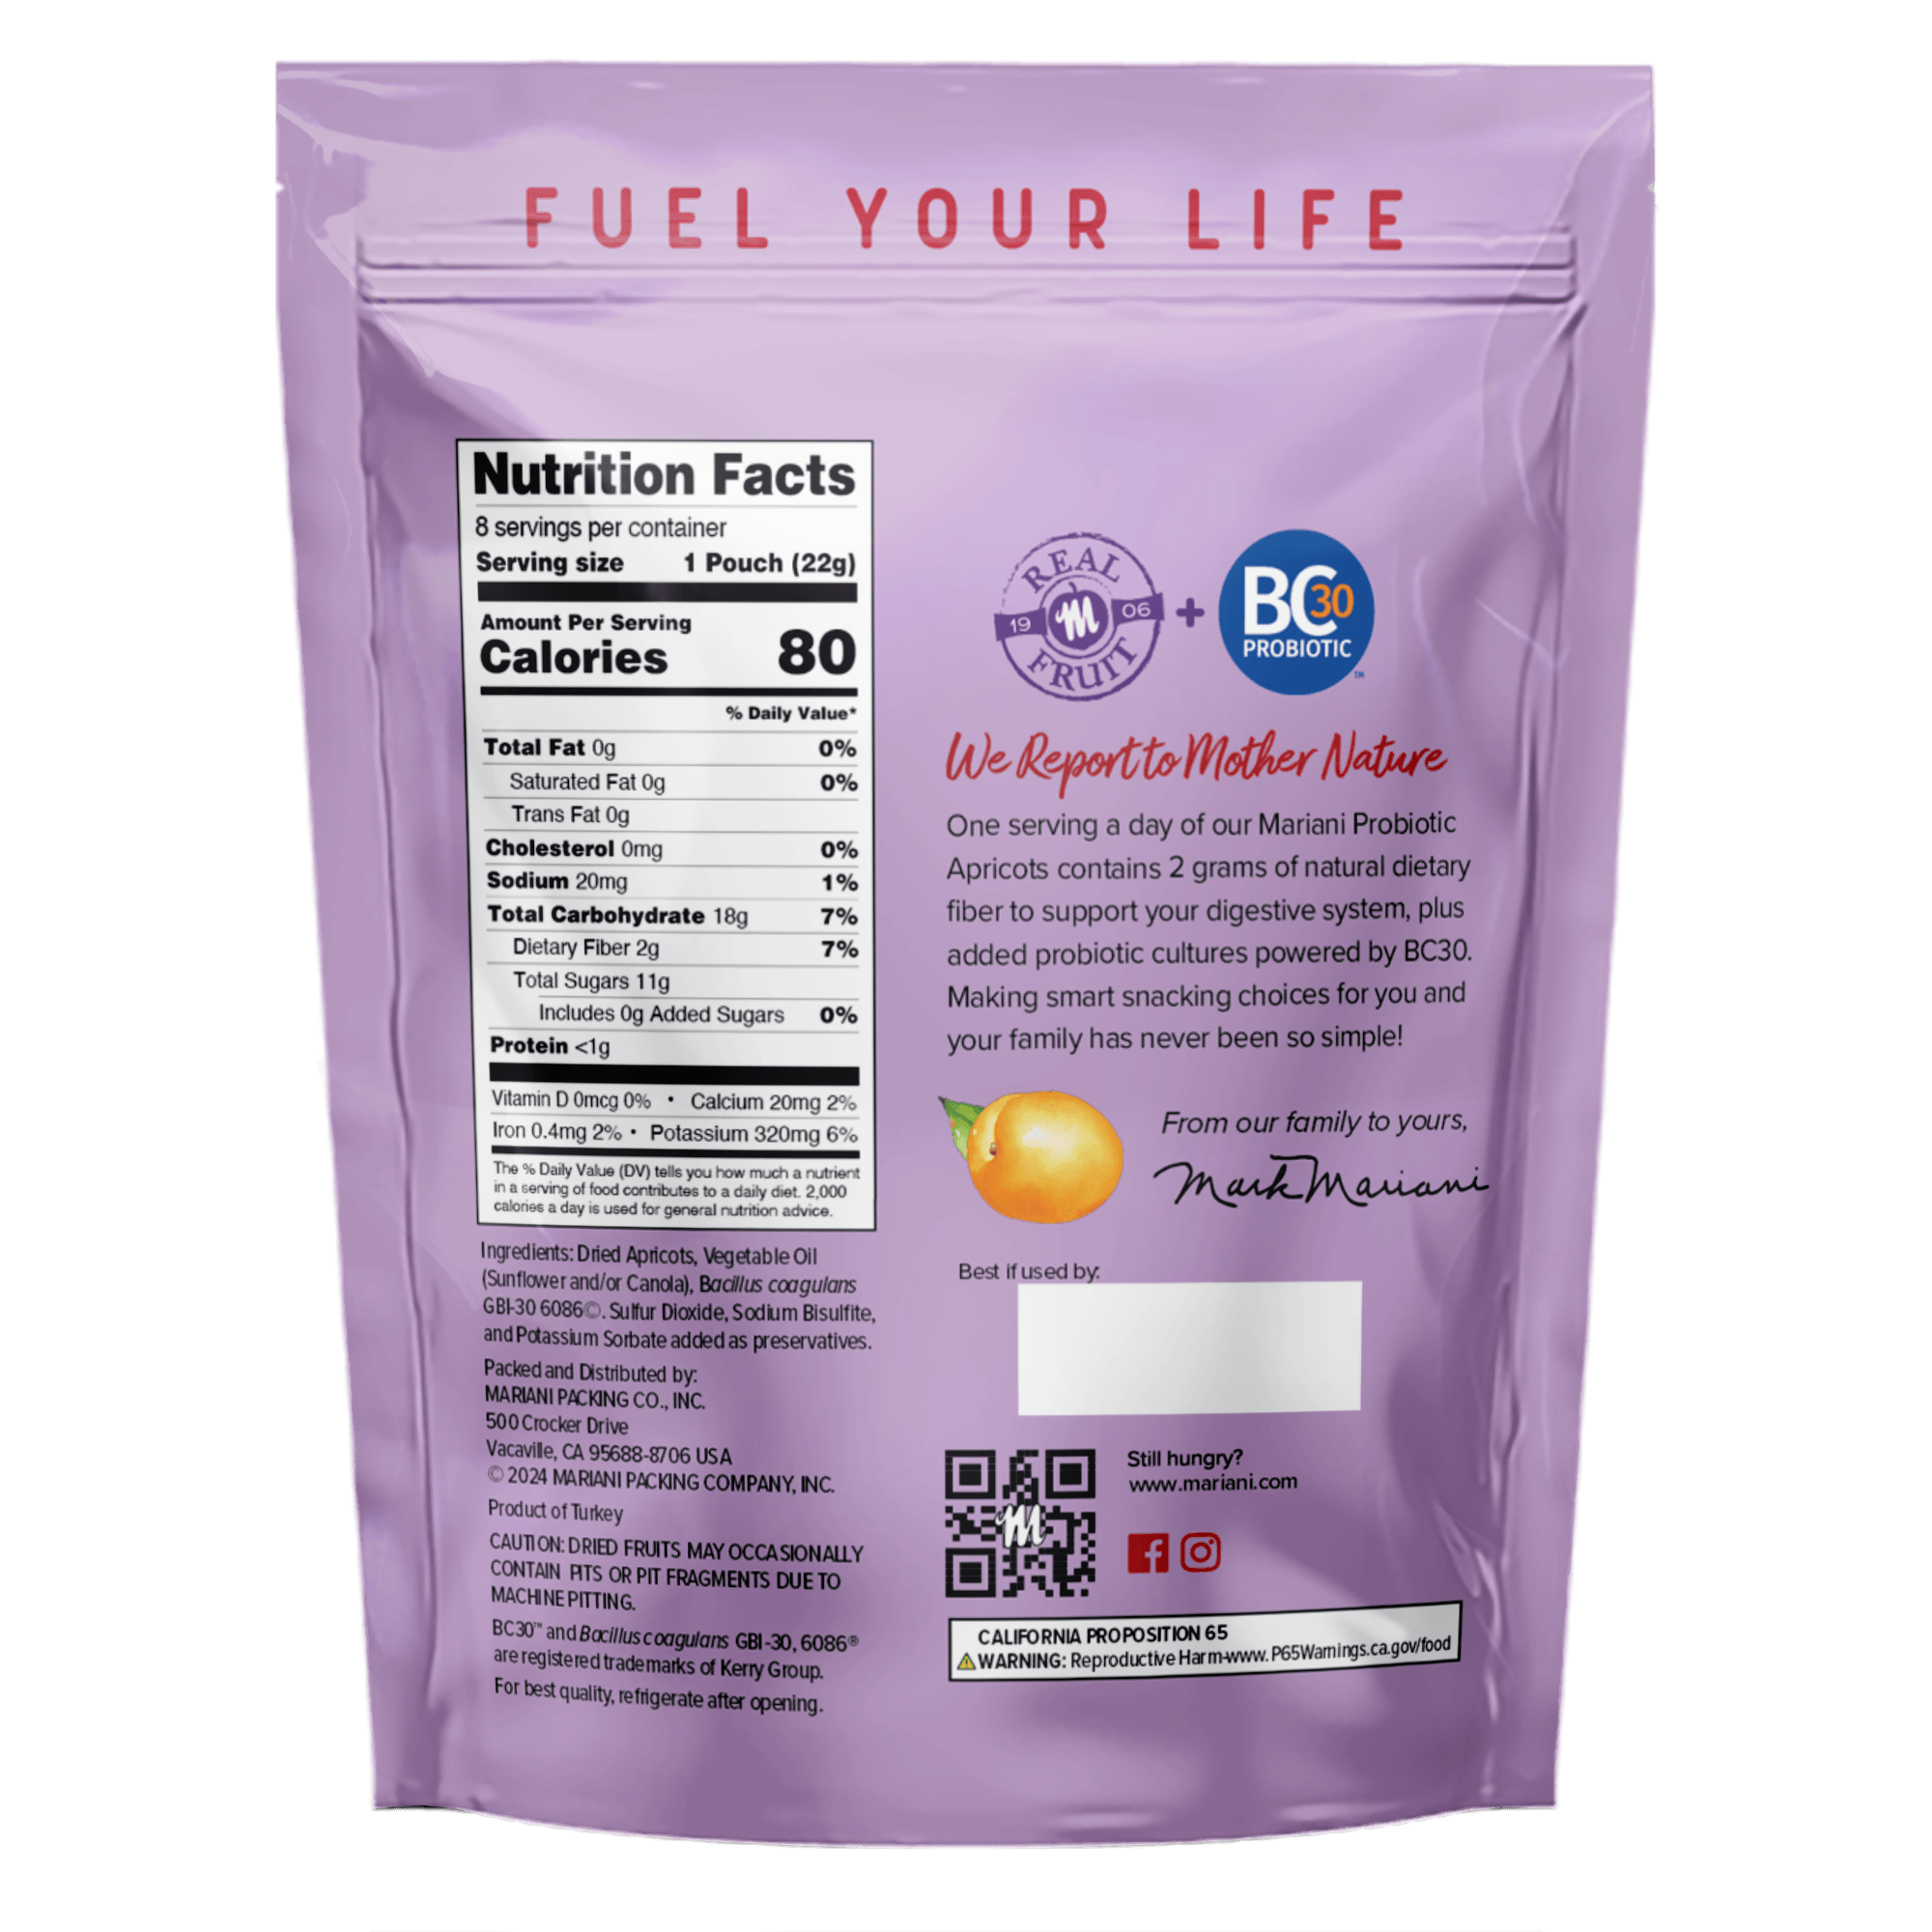 FUEL YOUR LIFE
Nutrition Facts
8 servings per container
Serving size 1 Pouch (22g)
Amount Per Serving
Calories 80
% Daily Value*
Total Fat 0g 0%
Saturated Fat 0g 0%
Trans Fat 0g
Cholesterol 0mg 0%
Sodium 20mg 1%
Total Carbohydrate 18g 7%
Dietary Fiber 2g 7%
Total Sugars 11g
Includes 0g Added Sugars 0%
Protein <1g
Vitamin D 0mcg 0% • Calcium 20mg 2%
Iron 0.4mg 2% • Potassium 320mg 6%
The % Daily Value (DV) tells you how much a nutrient
in a serving of food contributes to a daily diet. 2,000
calories a day is used for general nutrition advice.
Ingredients: Dried Apricots, Vegetable Oil
(Sunflower and/or Canola), Bacillus coagulans
GBI-30 6086©. Sulfur Dioxide, Sodium Bisulfite,
and Potassium Sorbate added as preservatives.
Packed and Distributed by:
MARIANI PACKING CO., INC.
500 Crocker Drive
Vacaville, CA 95688-8706 USA
© 2024 MARIANI PACKING COMPANY, INC.
Product of Turkey
CAUTION: DRIED FRUITS MAY OCCASIONALLY
CONTAIN PITS OR PIT FRAGMENTS DUE TO
MACHINE PITTING.
BC30™ and Bacillus coagulans GBI-30, 6086®
are registered trademarks of Kerry Group.
For best quality, refrigerate after opening.
REAL
19 M 06
FRUIT
+
BC30
PROBIOTIC
™
We Report to Mother Nature
One serving a day of our Mariani Probiotic
Apricots contains 2 grams of natural dietary
fiber to support your digestive system, plus
added probiotic cultures powered by BC30.
Making smart snacking choices for you and
your family has never been so simple!
From our family to yours,
Mark Mariani
Best if used by:
M
Still hungry?
www.mariani.com
CALIFORNIA PROPOSITION 65
WARNING: Reproductive Harm-www.P65Warnings.ca.gov/food